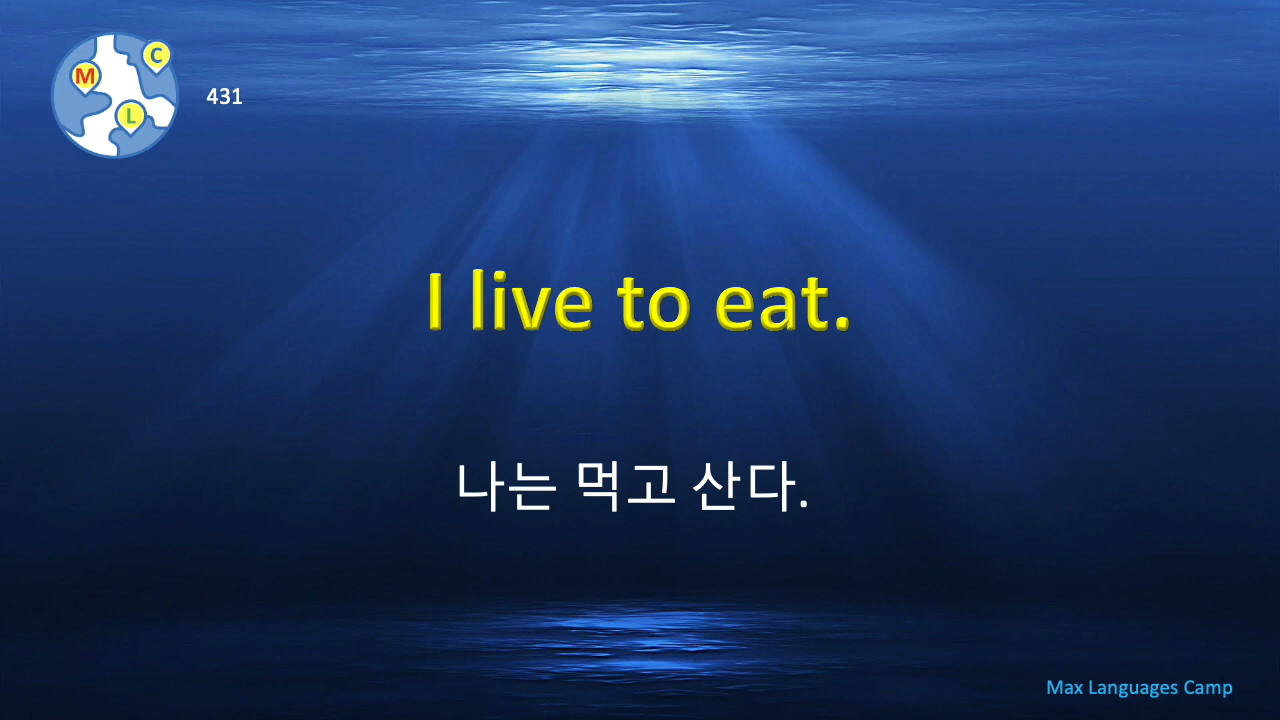 C
M
L
431
I live to eat.
나는 먹고 산다.
Max Languages Camp